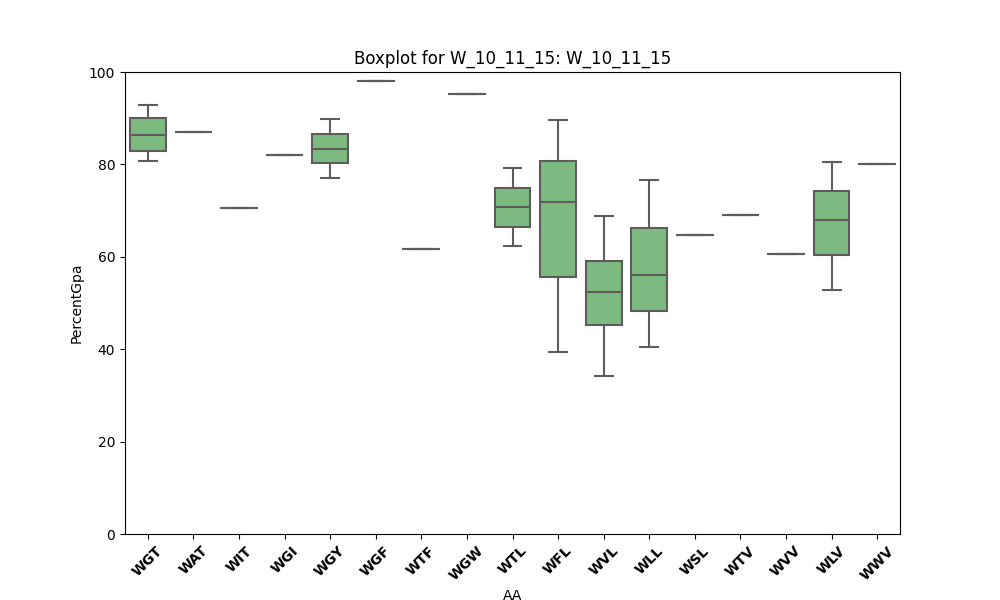 Boxplot for W_10_11_15: W_10_11_15
100
80
60
40
20
0
PercentGpa
WGT WAT WIT WGI WGY WGF WTF WGW WTL WFL WVL WLL WSL WTV WVV WLV WWV
AA